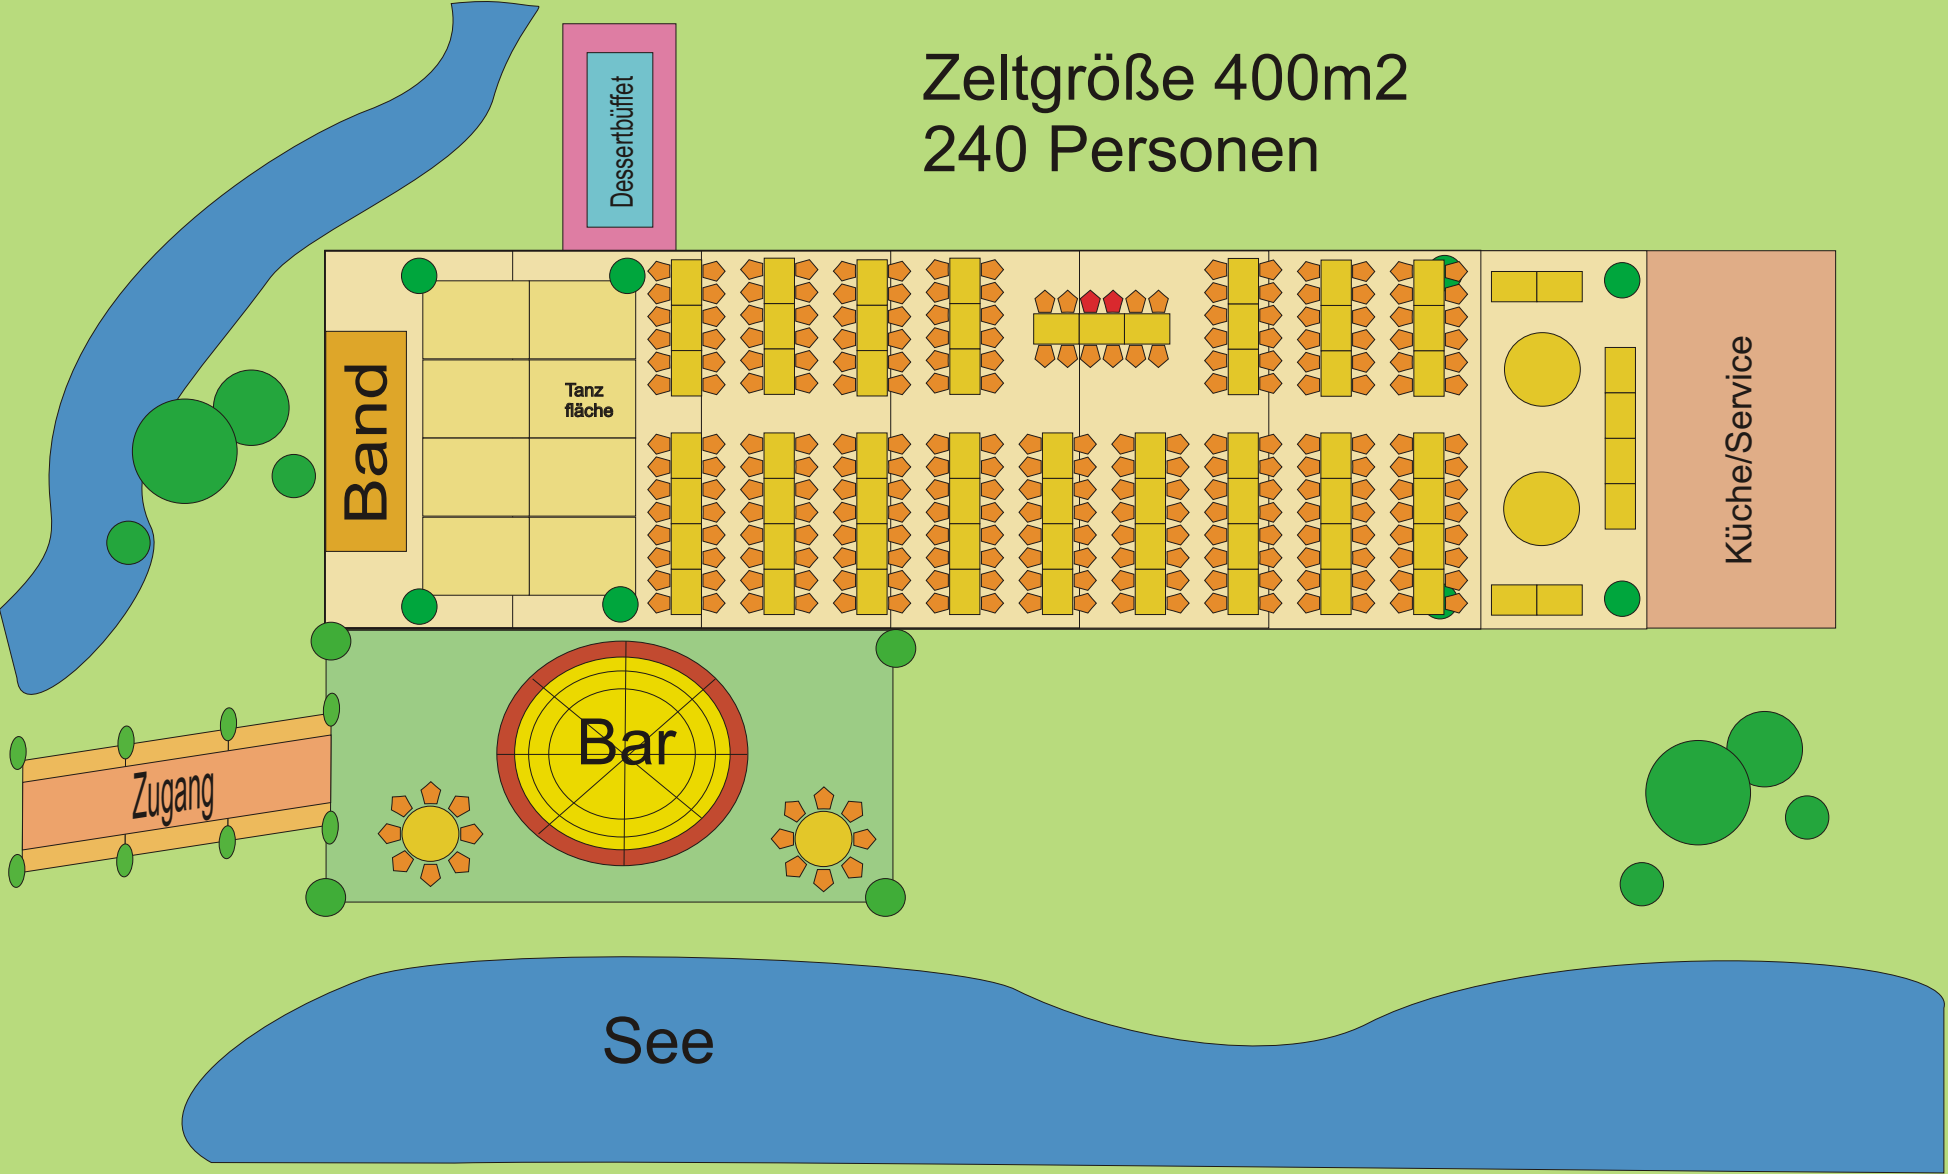 Zeltgröße 400m2
240 Personen
Dessertbüffet
Band
Tanz
fläche
Küche/Service
Bar
Zugang
See